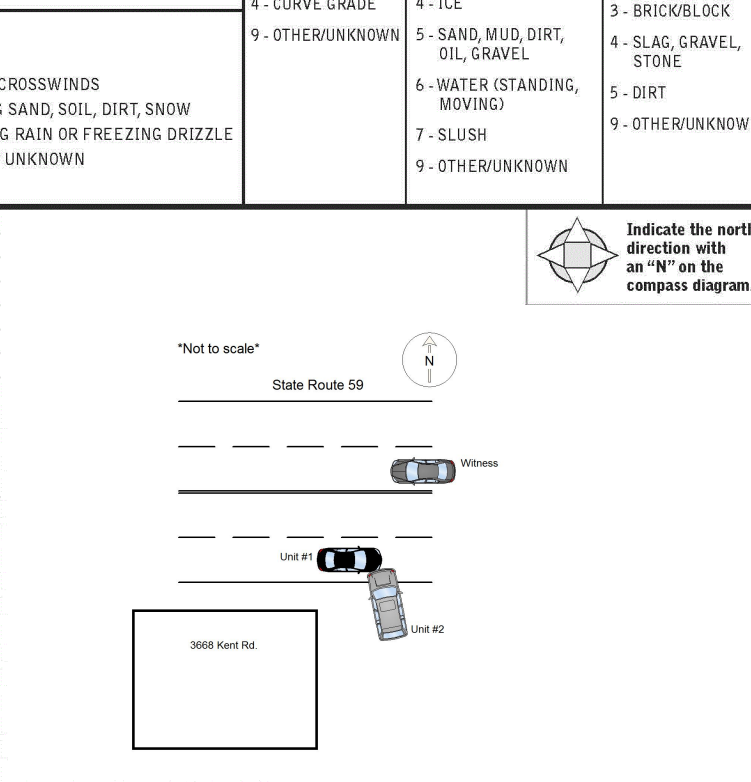 4 - CURVE GRADE
9 - OTHER/UNKNOWN
4 - ICE
5 - SAND, MUD, DIRT,
OIL, GRAVEL
6 - WATER (STANDING,
MOVING)
7 - SLUSH
9 - OTHER/UNKNOWN
3 - BRICK/BLOCK
4 - SLAG, GRAVEL,
STONE
5 - DIRT
9 - OTHER/UNKNOW
CROSSWINDS
G SAND, SOIL, DIRT, SNOW
G RAIN OR FREEZING DRIZZLE
UNKNOWN
Indicate the north
direction with
an “N” on the
compass diagram
*Not to scale*
N
State Route 59
Witness
Unit #1
Unit #2
3668 Kent Rd.